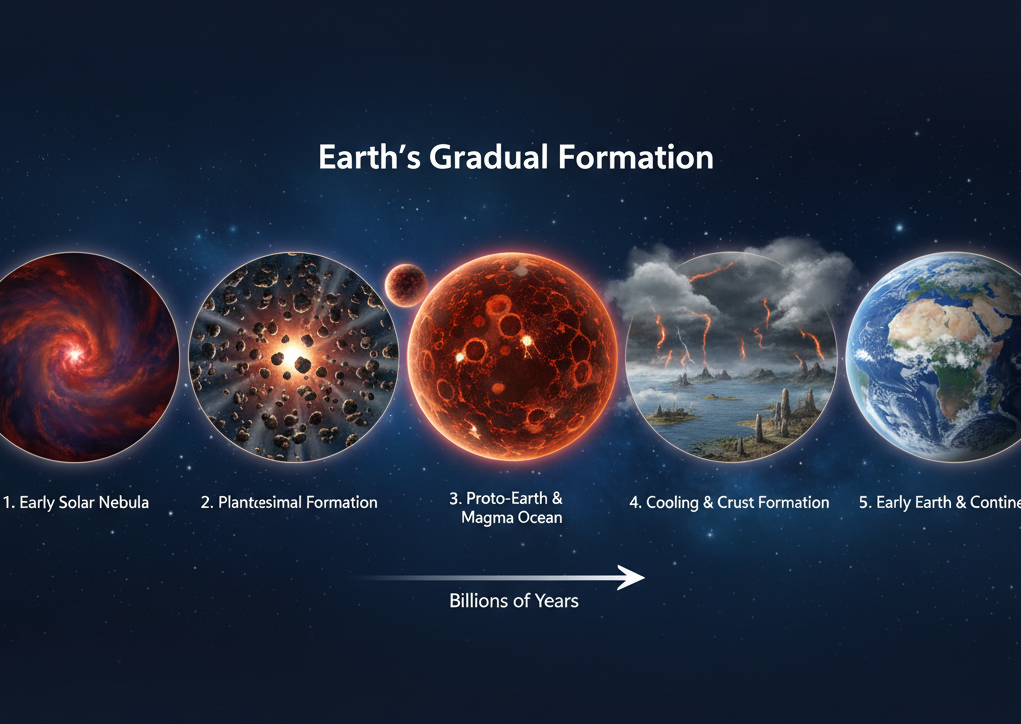 Earth's Gradual Formation
1. Early Solar Nebula
2. Plantœsimal Formation
3. Proto-Earth &
Magma Ocean
4. Cooling & Crust Formation
5. Early Earth & Contine
Billions of Years